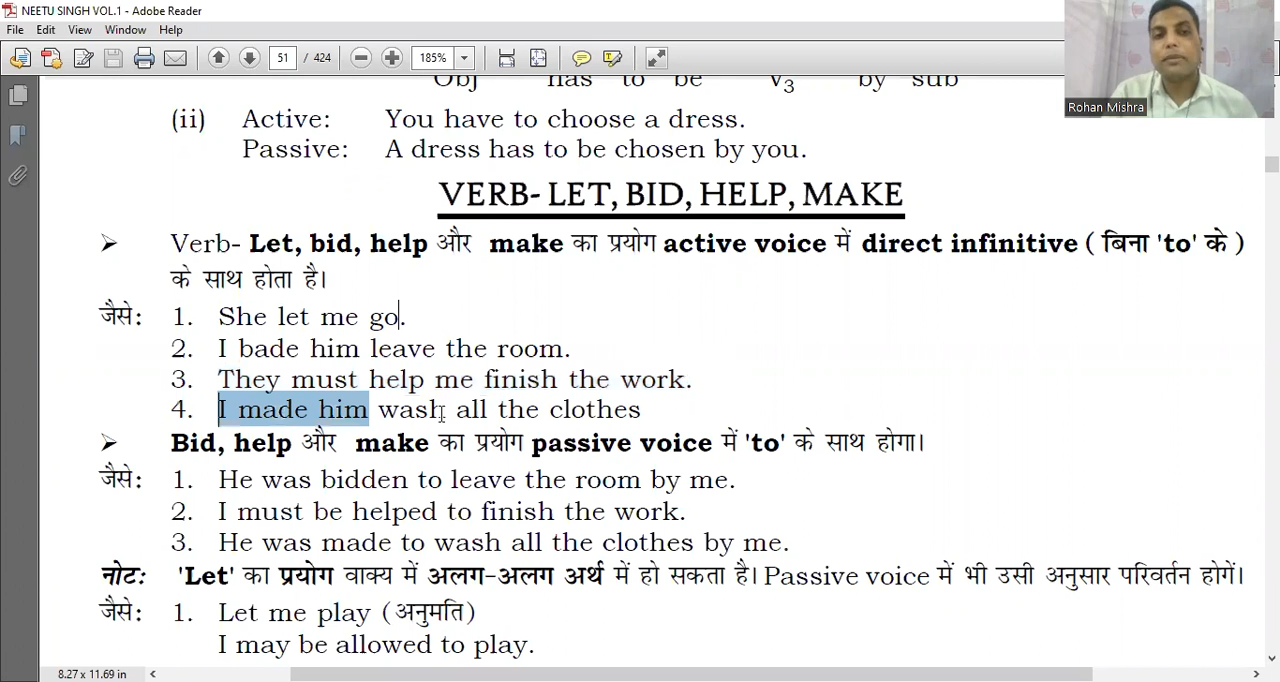 NEETU SINGH VOL.1 - Adobe Reader
File Edit View Window Help
51 / 424 185%
Rohan Mishra
Obj has to be V3 by sub
(ii) Active: You have to choose a dress.
Passive: A dress has to be chosen by you.
VERB- LET, BID, HELP, MAKE
➢ Verb- Let, bid, help और make का प्रयोग active voice में direct infinitive ( बिना 'to' के )
के साथ होता है।
जैसे: 1. She let me go.
2. I bade him leave the room.
3. They must help me finish the work.
4. I made him wash all the clothes
➢ Bid, help और make का प्रयोग passive voice में 'to' के साथ होगा।
जैसे: 1. He was bidden to leave the room by me.
2. I must be helped to finish the work.
3. He was made to wash all the clothes by me.
नोट: 'Let' का प्रयोग वाक्य में अलग-अलग अर्थ में हो सकता है। Passive voice में भी उसी अनुसार परिवर्तन होगें।
जैसे: 1. Let me play (अनुमति)
I may be allowed to play.
8.27 x 11.69 in